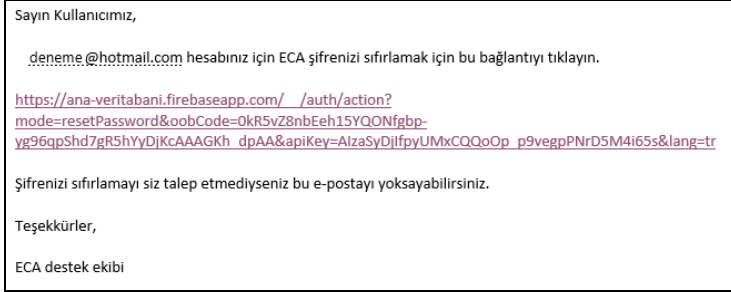 Sayın Kullanıcımız,
deneme@hotmail.com hesabınız için ECA şifrenizi sıfırlamak için bu bağlantıyı tıklayın.
https://ana-veritabani.firebaseapp.com/__/auth/action?
mode=resetPassword&oobCode=0kR5vZ8nbEeh15YQONfgbp-
yg96qpShd7gR5hYyDjKcAAAGKh_dpAA&apiKey=AIzaSyDjIfpyUMxCQQoOp_p9vegpPNrD5M4i65s&lang=tr
Şifrenizi sıfırlamayı siz talep etmediyseniz bu e-postayı yoksayabilirsiniz.
Teşekkürler,
ECA destek ekibi